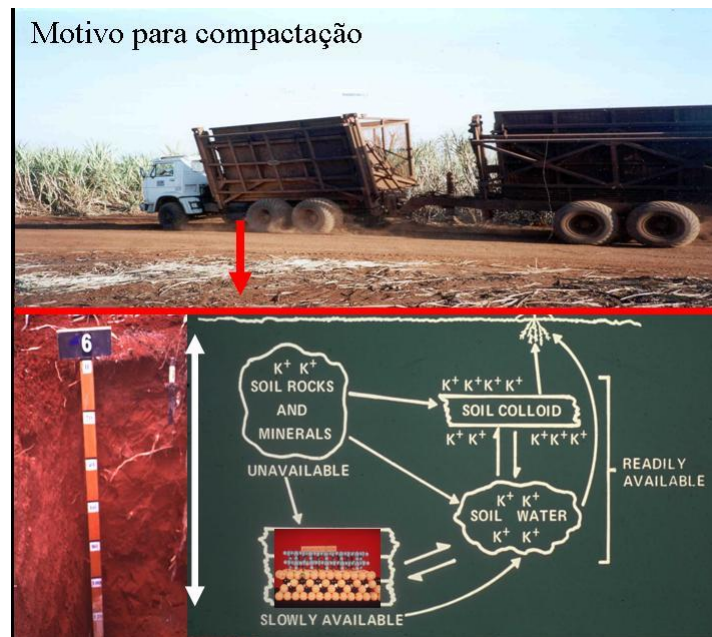 Motivo para compactação
6
K⁺ K⁺
SOIL ROCKS
AND
MINERALS
UNAVAILABLE
K⁺ K⁺ K⁺ K⁺
SOIL COLLOID
K⁺ K⁺
K⁺ K⁺ K⁺
READILY
AVAILABLE
K⁺ K⁺
SOIL WATER
K⁺ K⁺
SLOWLY AVAILABLE